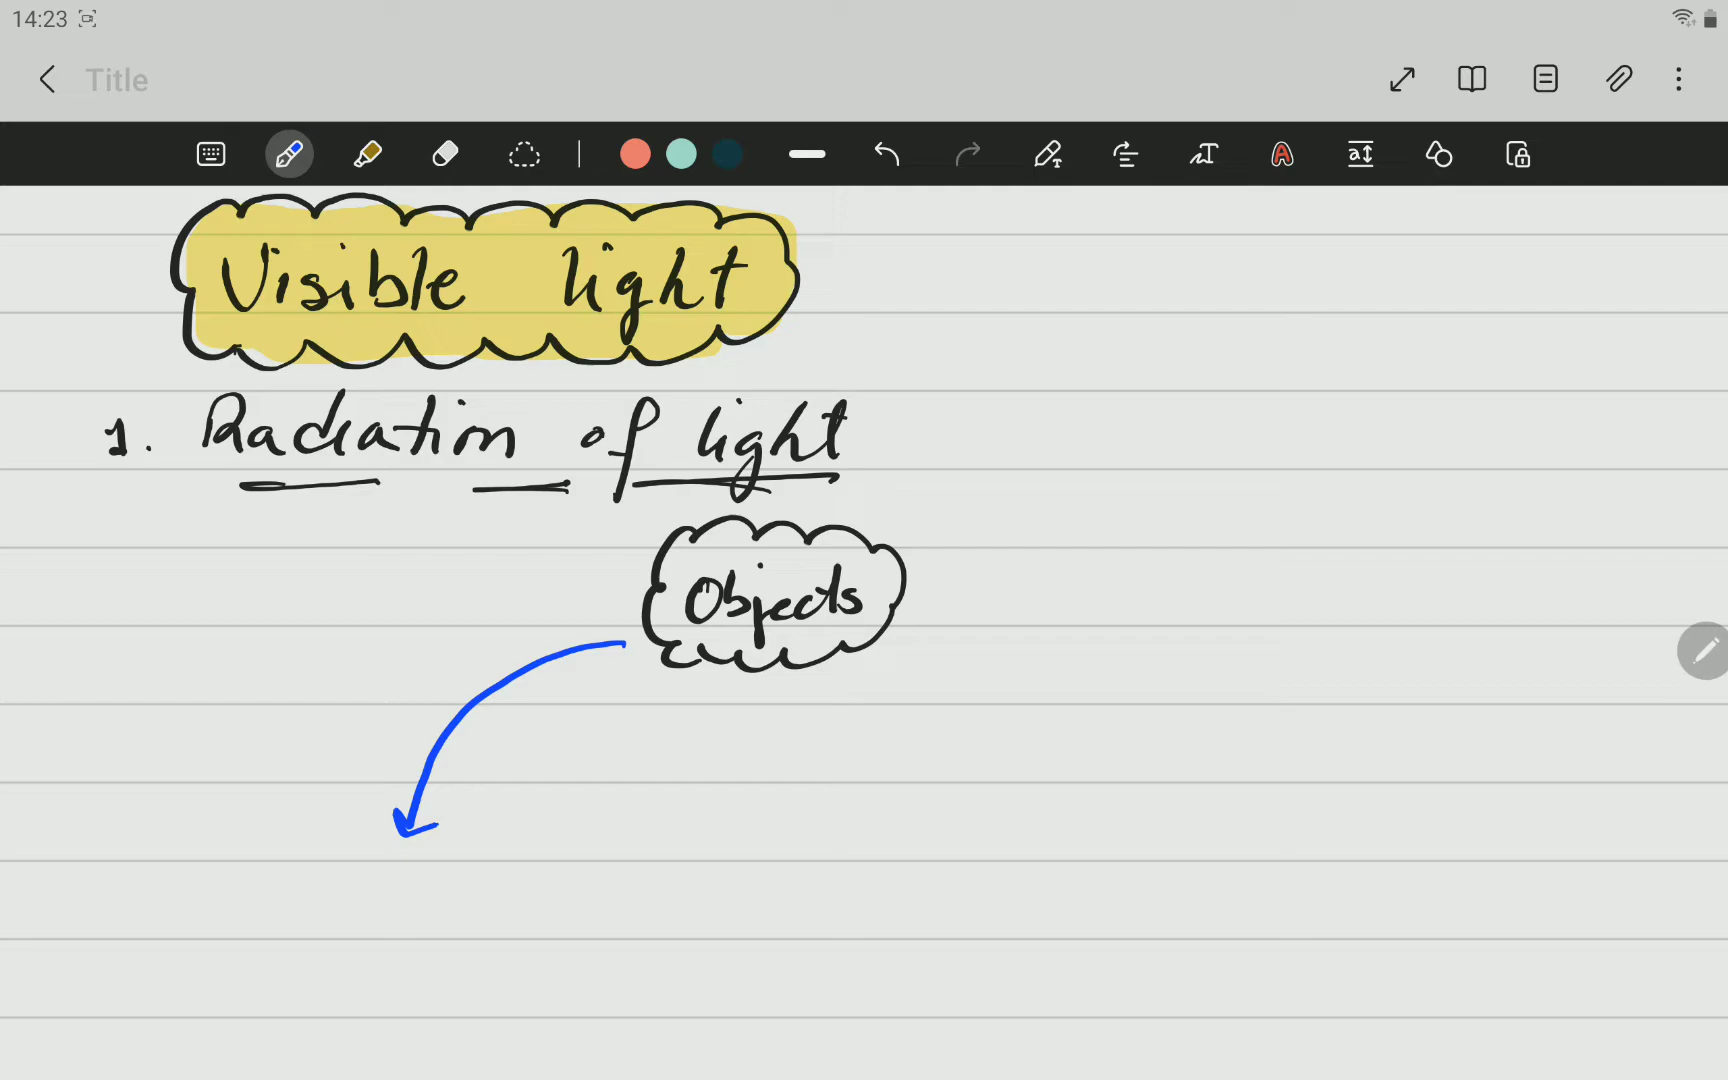 14:23
Title
Visible light
1. Radiation of light
Objects